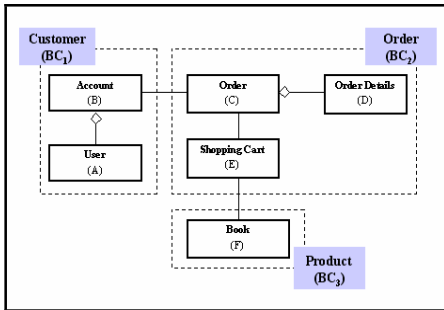 Customer
(BC1)
Order
(BC2)
Account
(B)
Order
(C)
Order Details
(D)
User
(A)
Shopping Cart
(E)
Book
(F)
Product
(BC3)